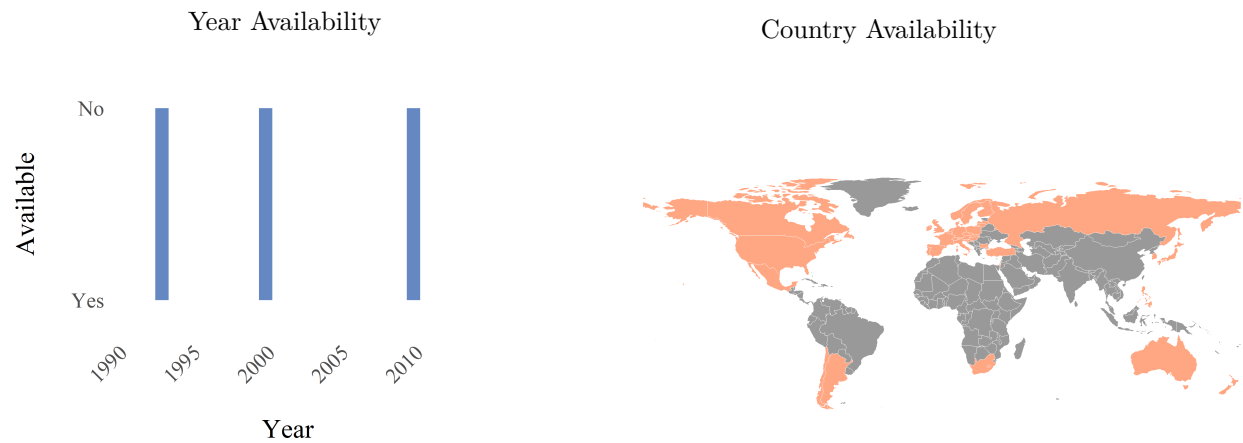 Year Availability
Country Availability
No
Available
Yes
1990
1995
2000
2005
2010
Year